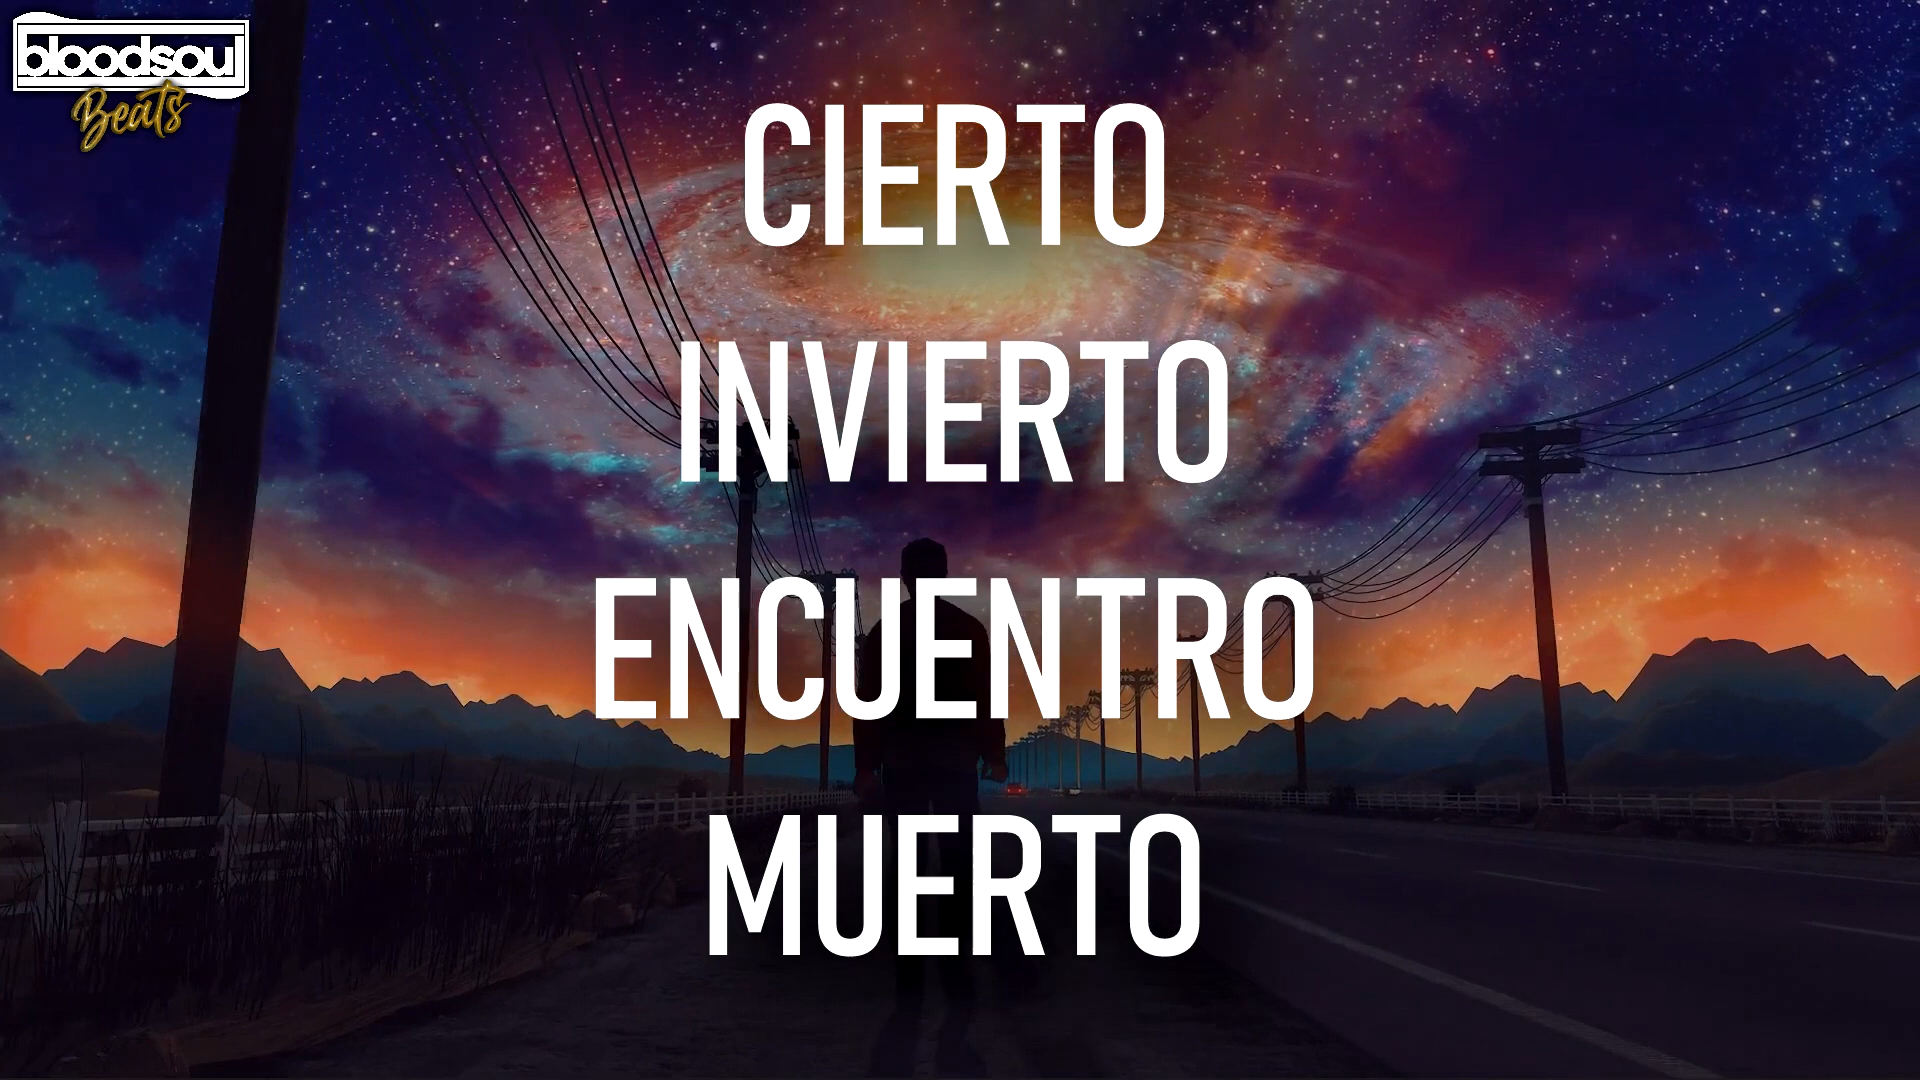 bloodsoul
Beats
CIERTO
INVIERTO
ENCUENTRO
MUERTO